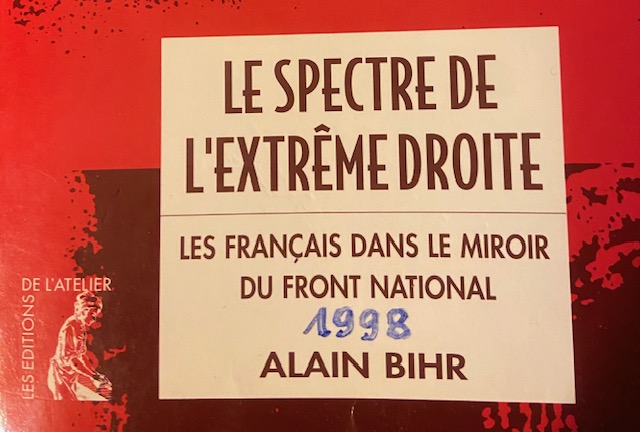 LE SPECTRE DE
L'EXTRÊME DROITE
LES FRANÇAIS DANS LE MIROIR
DU FRONT NATIONAL
1998
ALAIN BIHR
LES EDITIONS
DE L'ATELIER